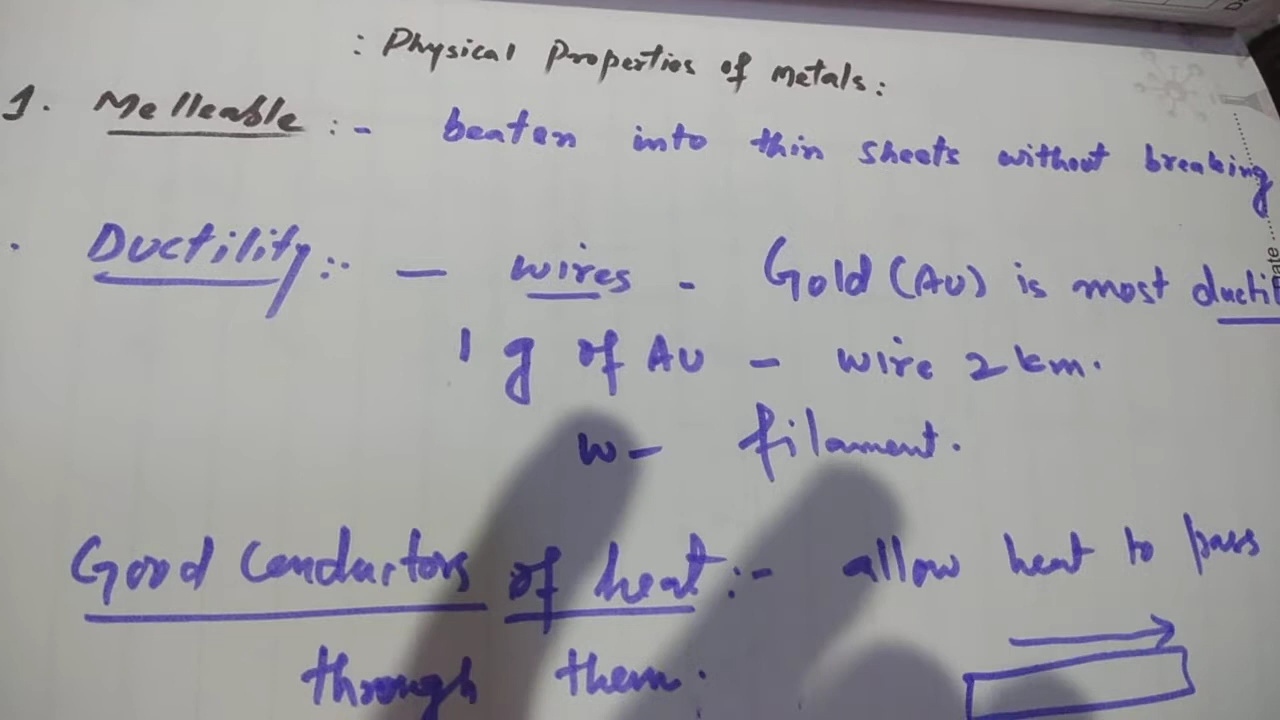 : Physical Properties of metals:
1. Melleable :- beaten into thin sheets without breaking
Ductility :- — wires - Gold (AU) is most ducti
1 g of AU - wire 2 km.
W- filament.
Good Conductors of heat :- allow heat to pass
through them.